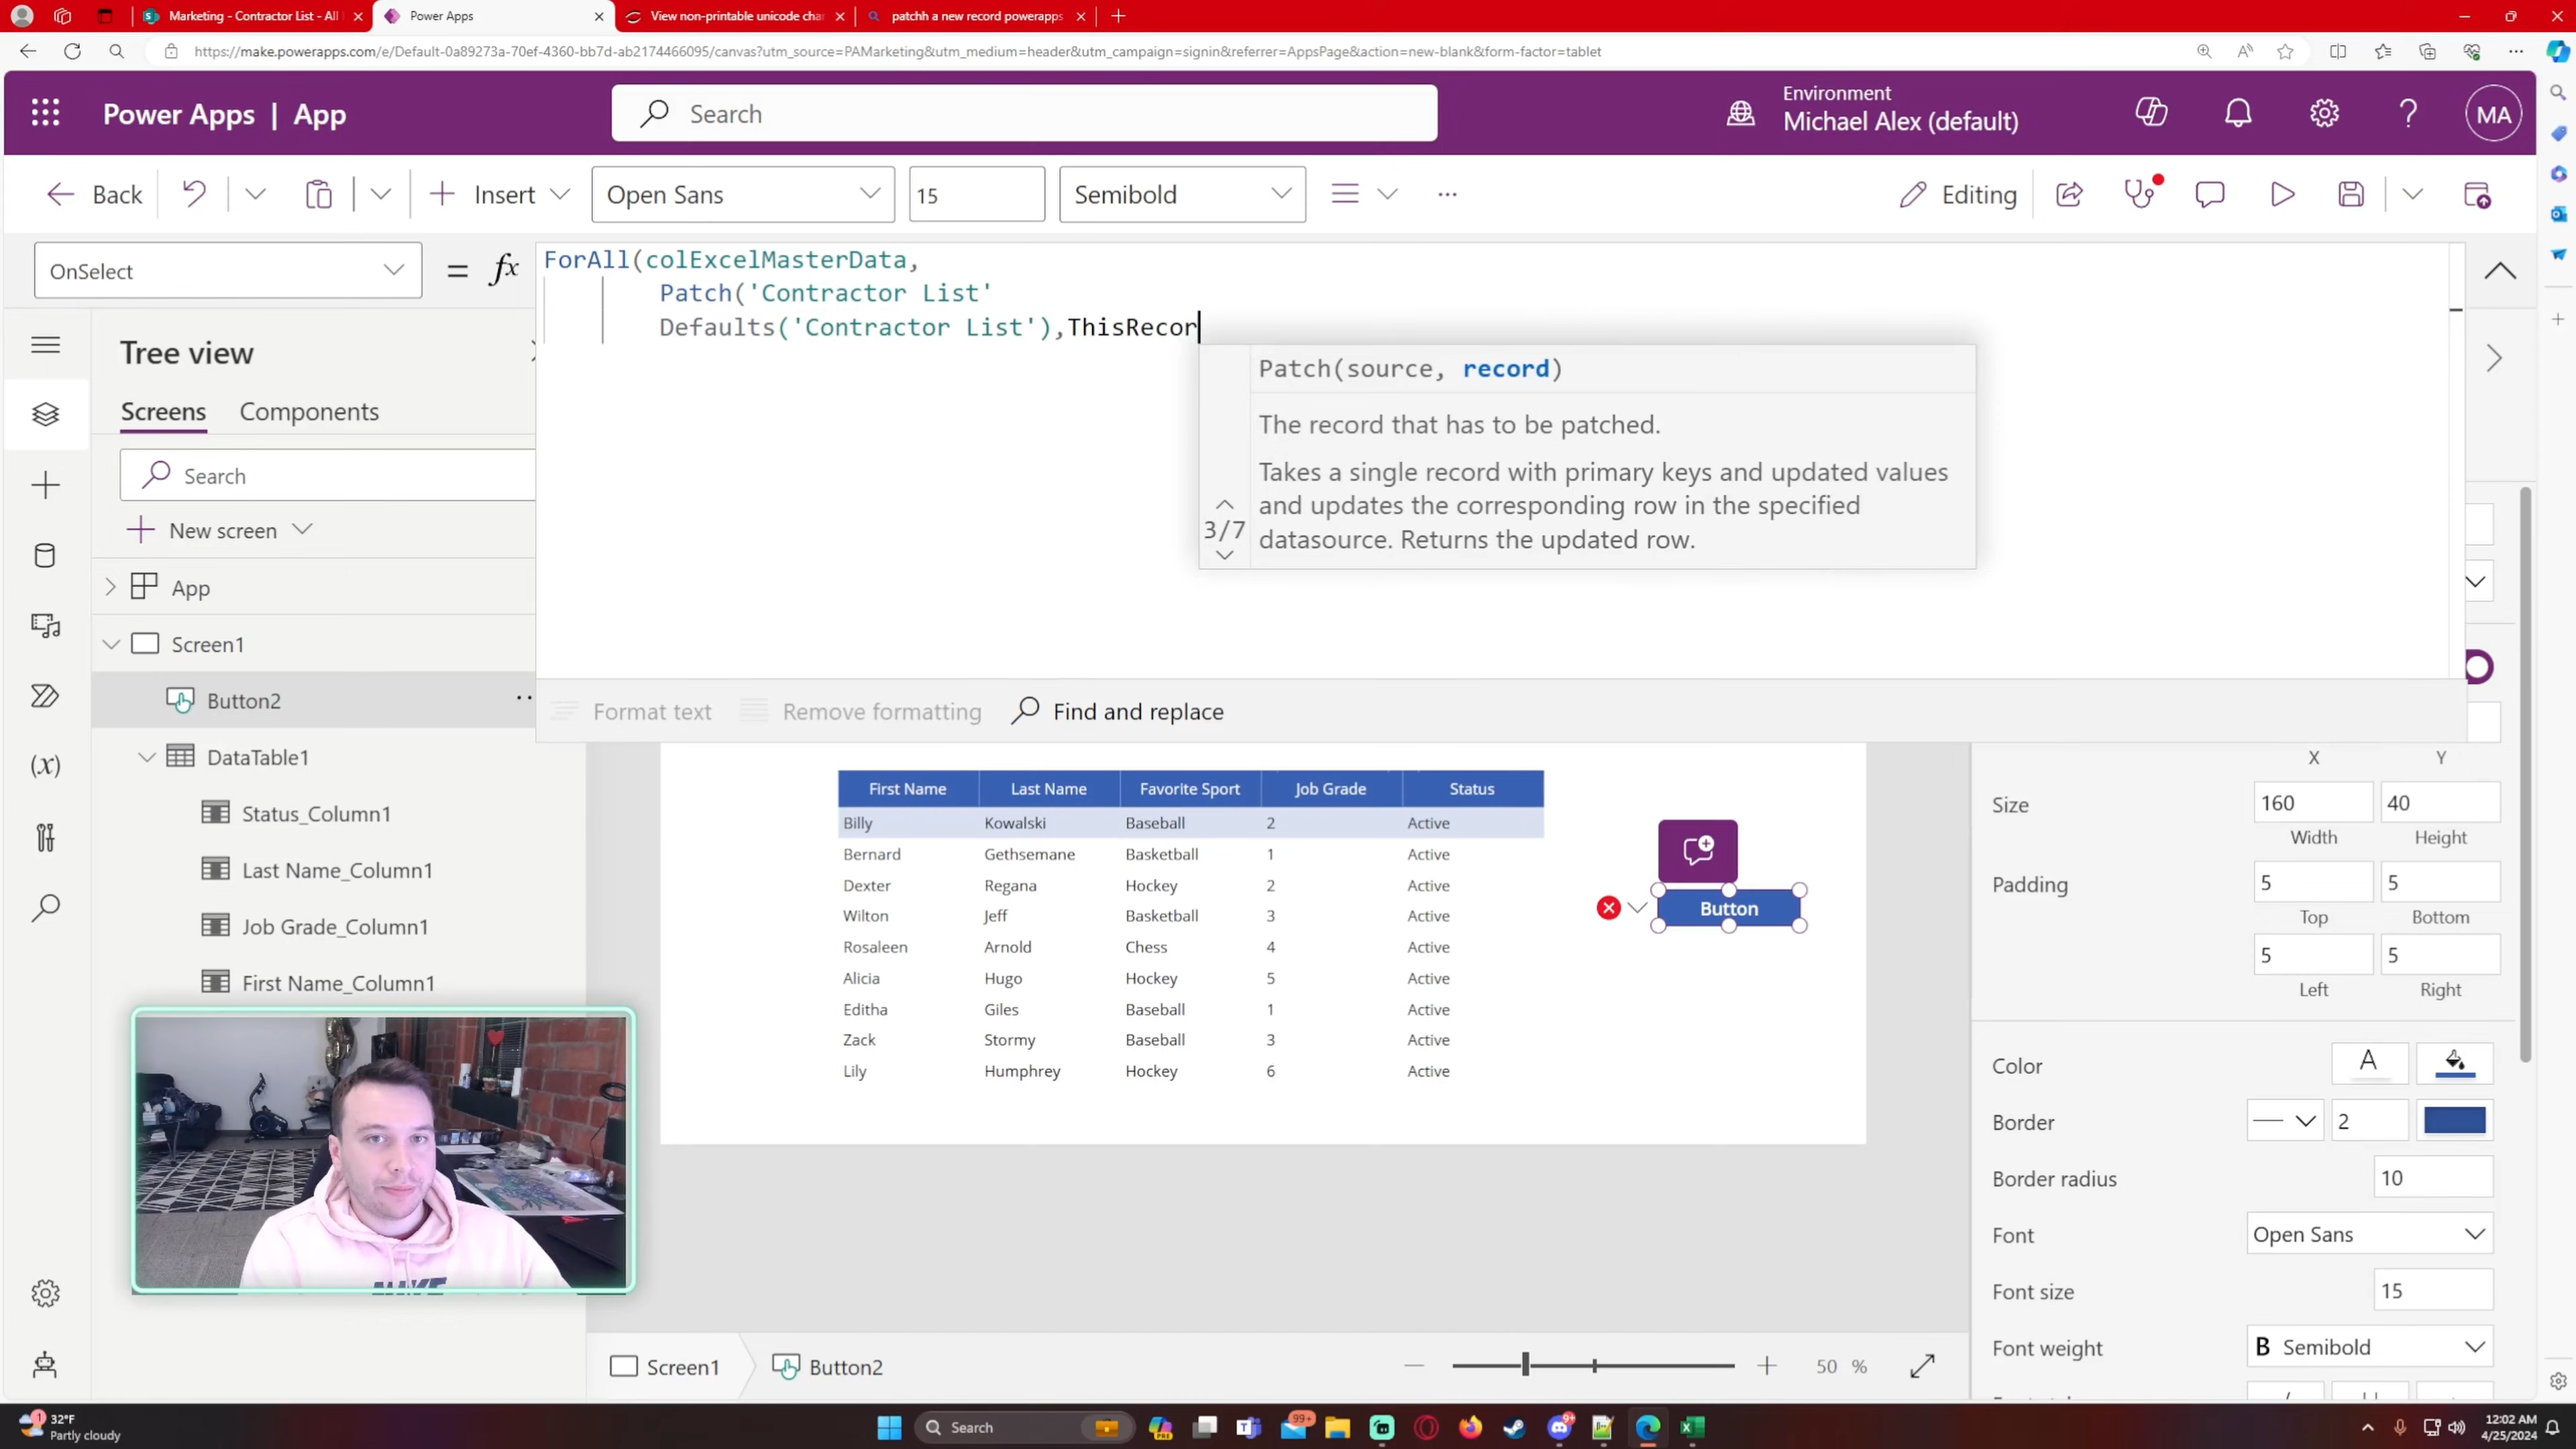 Marketing - Contractor List - All
Power Apps
View non-printable unicode cha
patchh a new record powerapps
https://make.powerapps.com/e/Default-0a89273a-70ef-4360-bb7d-ab2174466095/canvas?utm_source=PAMarketing&utm_medium=header&utm_campaign=signin&referrer=AppsPage&action=new-blank&form-factor=tablet
Power Apps | App
Search
Environment
Michael Alex (default)
MA
Back
Insert
Open Sans
15
Semibold
Editing
OnSelect
= fx
ForAll(colExcelMasterData,
Patch('Contractor List'
Defaults('Contractor List'),ThisRecor
Patch(source, record)
The record that has to be patched.
Takes a single record with primary keys and updated values
and updates the corresponding row in the specified
datasource. Returns the updated row.
3/7
Tree view
Screens Components
Search
New screen
App
Screen1
Button2
DataTable1
Status_Column1
Last Name_Column1
Job Grade_Column1
First Name_Column1
Format text
Remove formatting
Find and replace
First Name Last Name Favorite Sport Job Grade Status
Billy Kowalski Baseball 2 Active
Bernard Gethsemane Basketball 1 Active
Dexter Regana Hockey 2 Active
Wilton Jeff Basketball 3 Active
Rosaleen Arnold Chess 4 Active
Alicia Hugo Hockey 5 Active
Editha Giles Baseball 1 Active
Zack Stormy Baseball 3 Active
Lily Humphrey Hockey 6 Active
Button
X Y
Size 160 40
Width Height
Padding 5 5
Top Bottom
5 5
Left Right
Color A
Border 2
Border radius 10
Font Open Sans
Font size 15
Font weight B Semibold
Screen1
Button2
50 %
1
32°F
Partly cloudy
Search
99+
9+
12:02 AM
4/25/2024